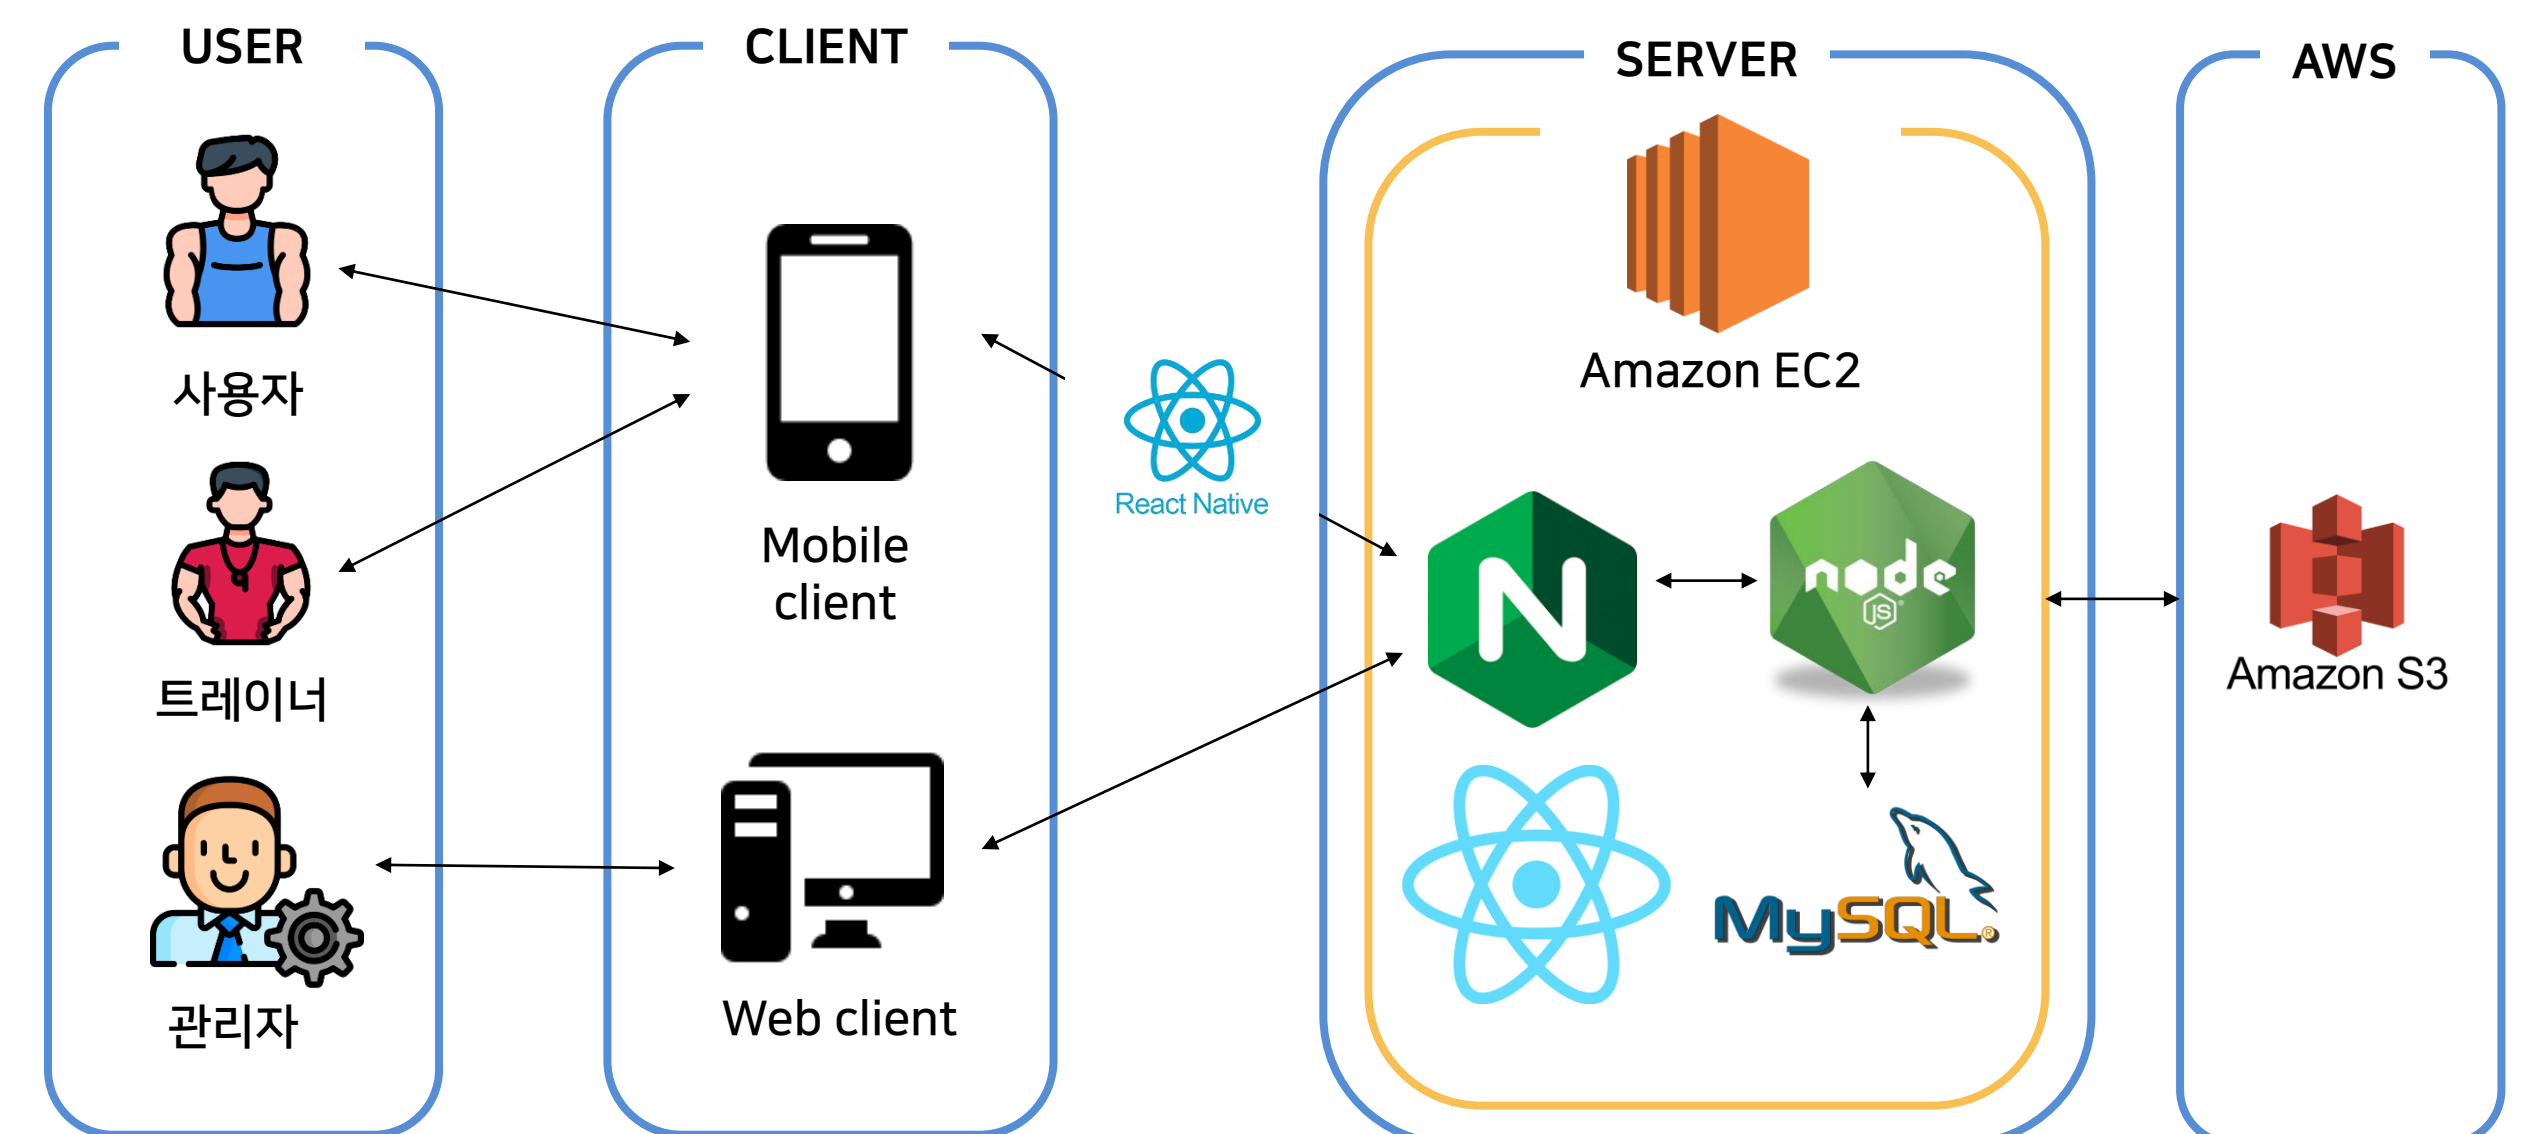 USER
사용자
트레이너
관리자
CLIENT
Mobile
client
Web client
React Native
SERVER
Amazon EC2
N
node
JS
MySQL®
AWS
Amazon S3